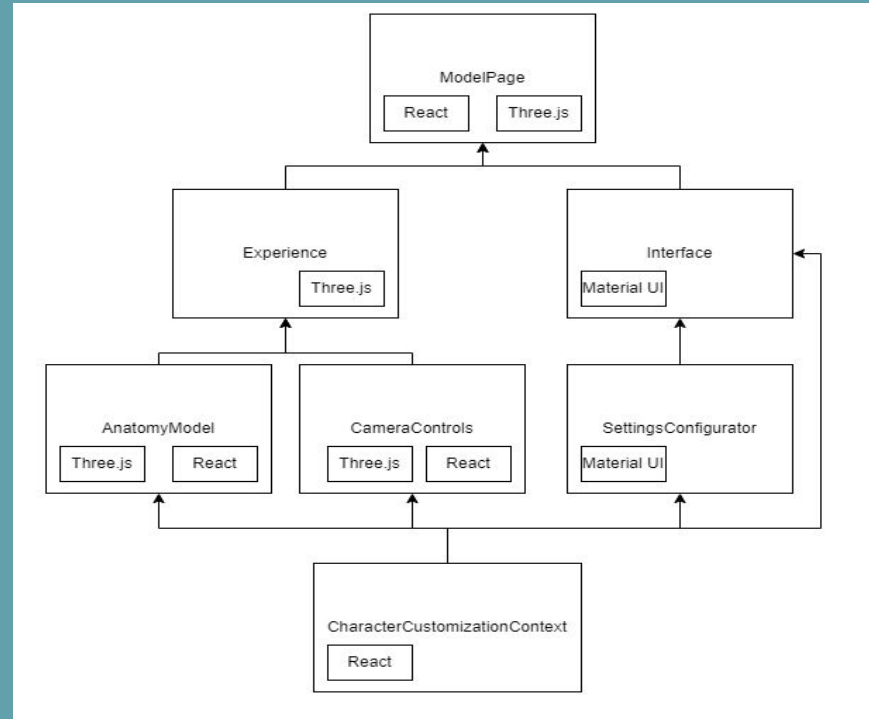 ModelPage
React Three.js
Experience
Three.js
Interface
Material UI
AnatomyModel
Three.js React
CameraControls
Three.js React
SettingsConfigurator
Material UI
CharacterCustomizationContext
React